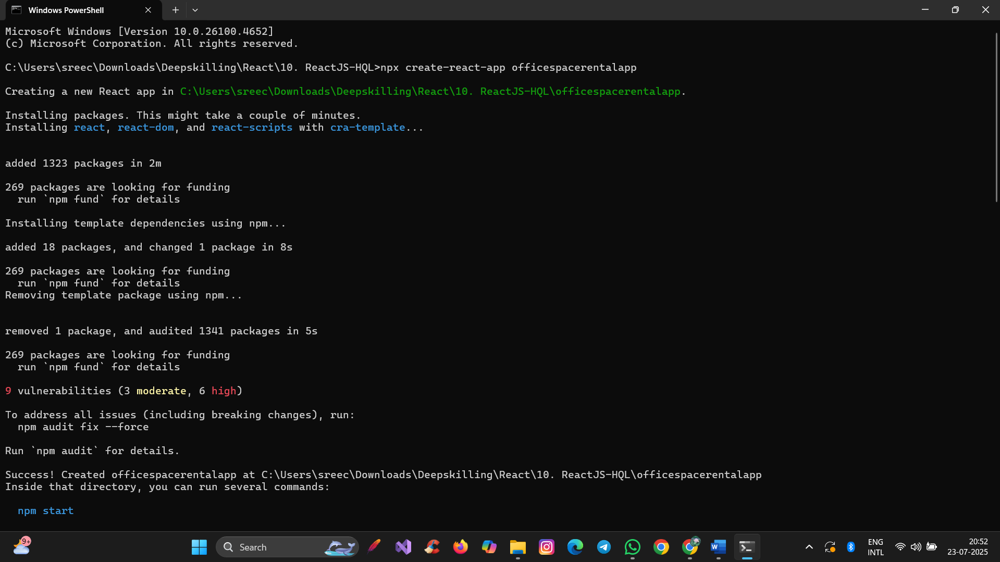 Windows PowerShell
Microsoft Windows [Version 10.0.26100.4652]
(c) Microsoft Corporation. All rights reserved.
C:\Users\sreec\Downloads\Deepskilling\React\10. ReactJS-HQL>npx create-react-app officespacerentalapp
Creating a new React app in C:\Users\sreec\Downloads\Deepskilling\React\10. ReactJS-HQL\officespacerentalapp.
Installing packages. This might take a couple of minutes.
Installing react, react-dom, and react-scripts with cra-template...
added 1323 packages in 2m
269 packages are looking for funding
  run `npm fund` for details
Installing template dependencies using npm...
added 18 packages, and changed 1 package in 8s
269 packages are looking for funding
  run `npm fund` for details
Removing template package using npm...
removed 1 package, and audited 1341 packages in 5s
269 packages are looking for funding
  run `npm fund` for details
9 vulnerabilities (3 moderate, 6 high)
To address all issues (including breaking changes), run:
  npm audit fix --force
Run `npm audit` for details.
Success! Created officespacerentalapp at C:\Users\sreec\Downloads\Deepskilling\React\10. ReactJS-HQL\officespacerentalapp
Inside that directory, you can run several commands:
  npm start
9+
Search
W
ENG
INTL
20:52
23-07-2025